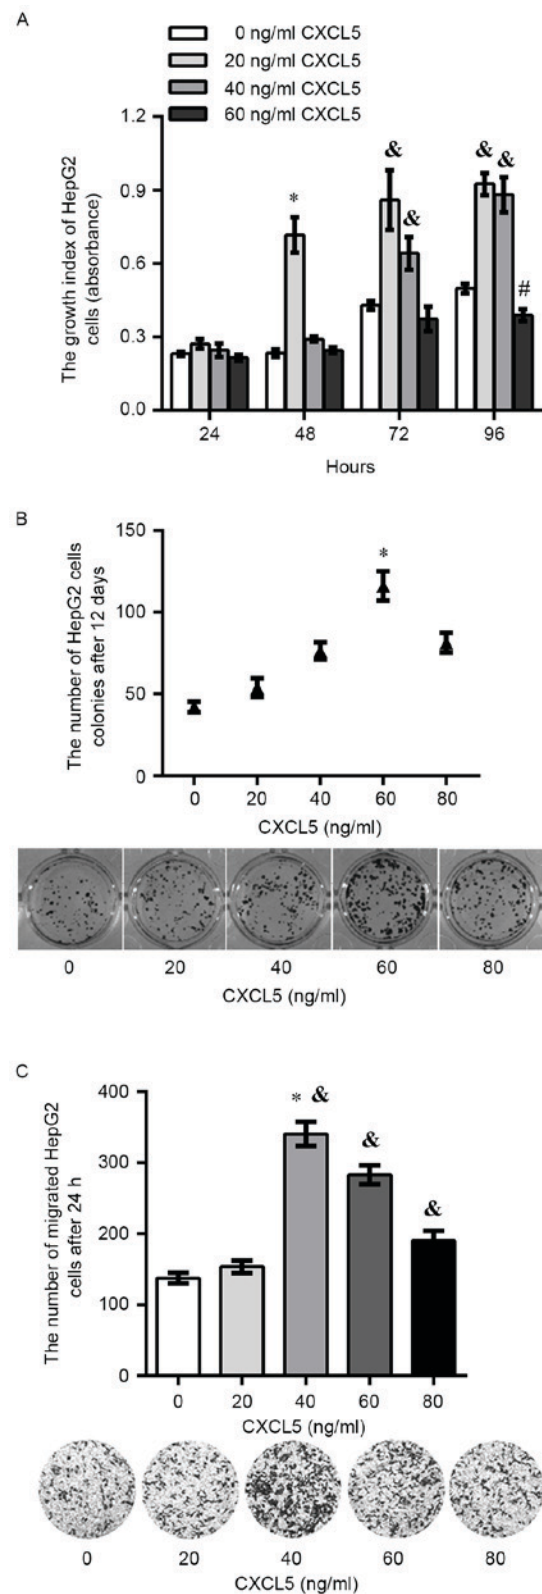 A
0 ng/ml CXCL5
20 ng/ml CXCL5
40 ng/ml CXCL5
60 ng/ml CXCL5
The growth index of HepG2
cells (absorbance)
1.2
0.9
0.6
0.3
0.0
*
&
&
&
&
#
24 48 72 96
Hours
B
The number of HepG2 cells
colonies after 12 days
150
100
50
0
*
0 20 40 60 80
CXCL5 (ng/ml)
0 20 40 60 80
CXCL5 (ng/ml)
C
The number of migrated HepG2
cells after 24 h
400
300
200
100
0
* &
&
&
0 20 40 60 80
CXCL5 (ng/ml)
0 20 40 60 80